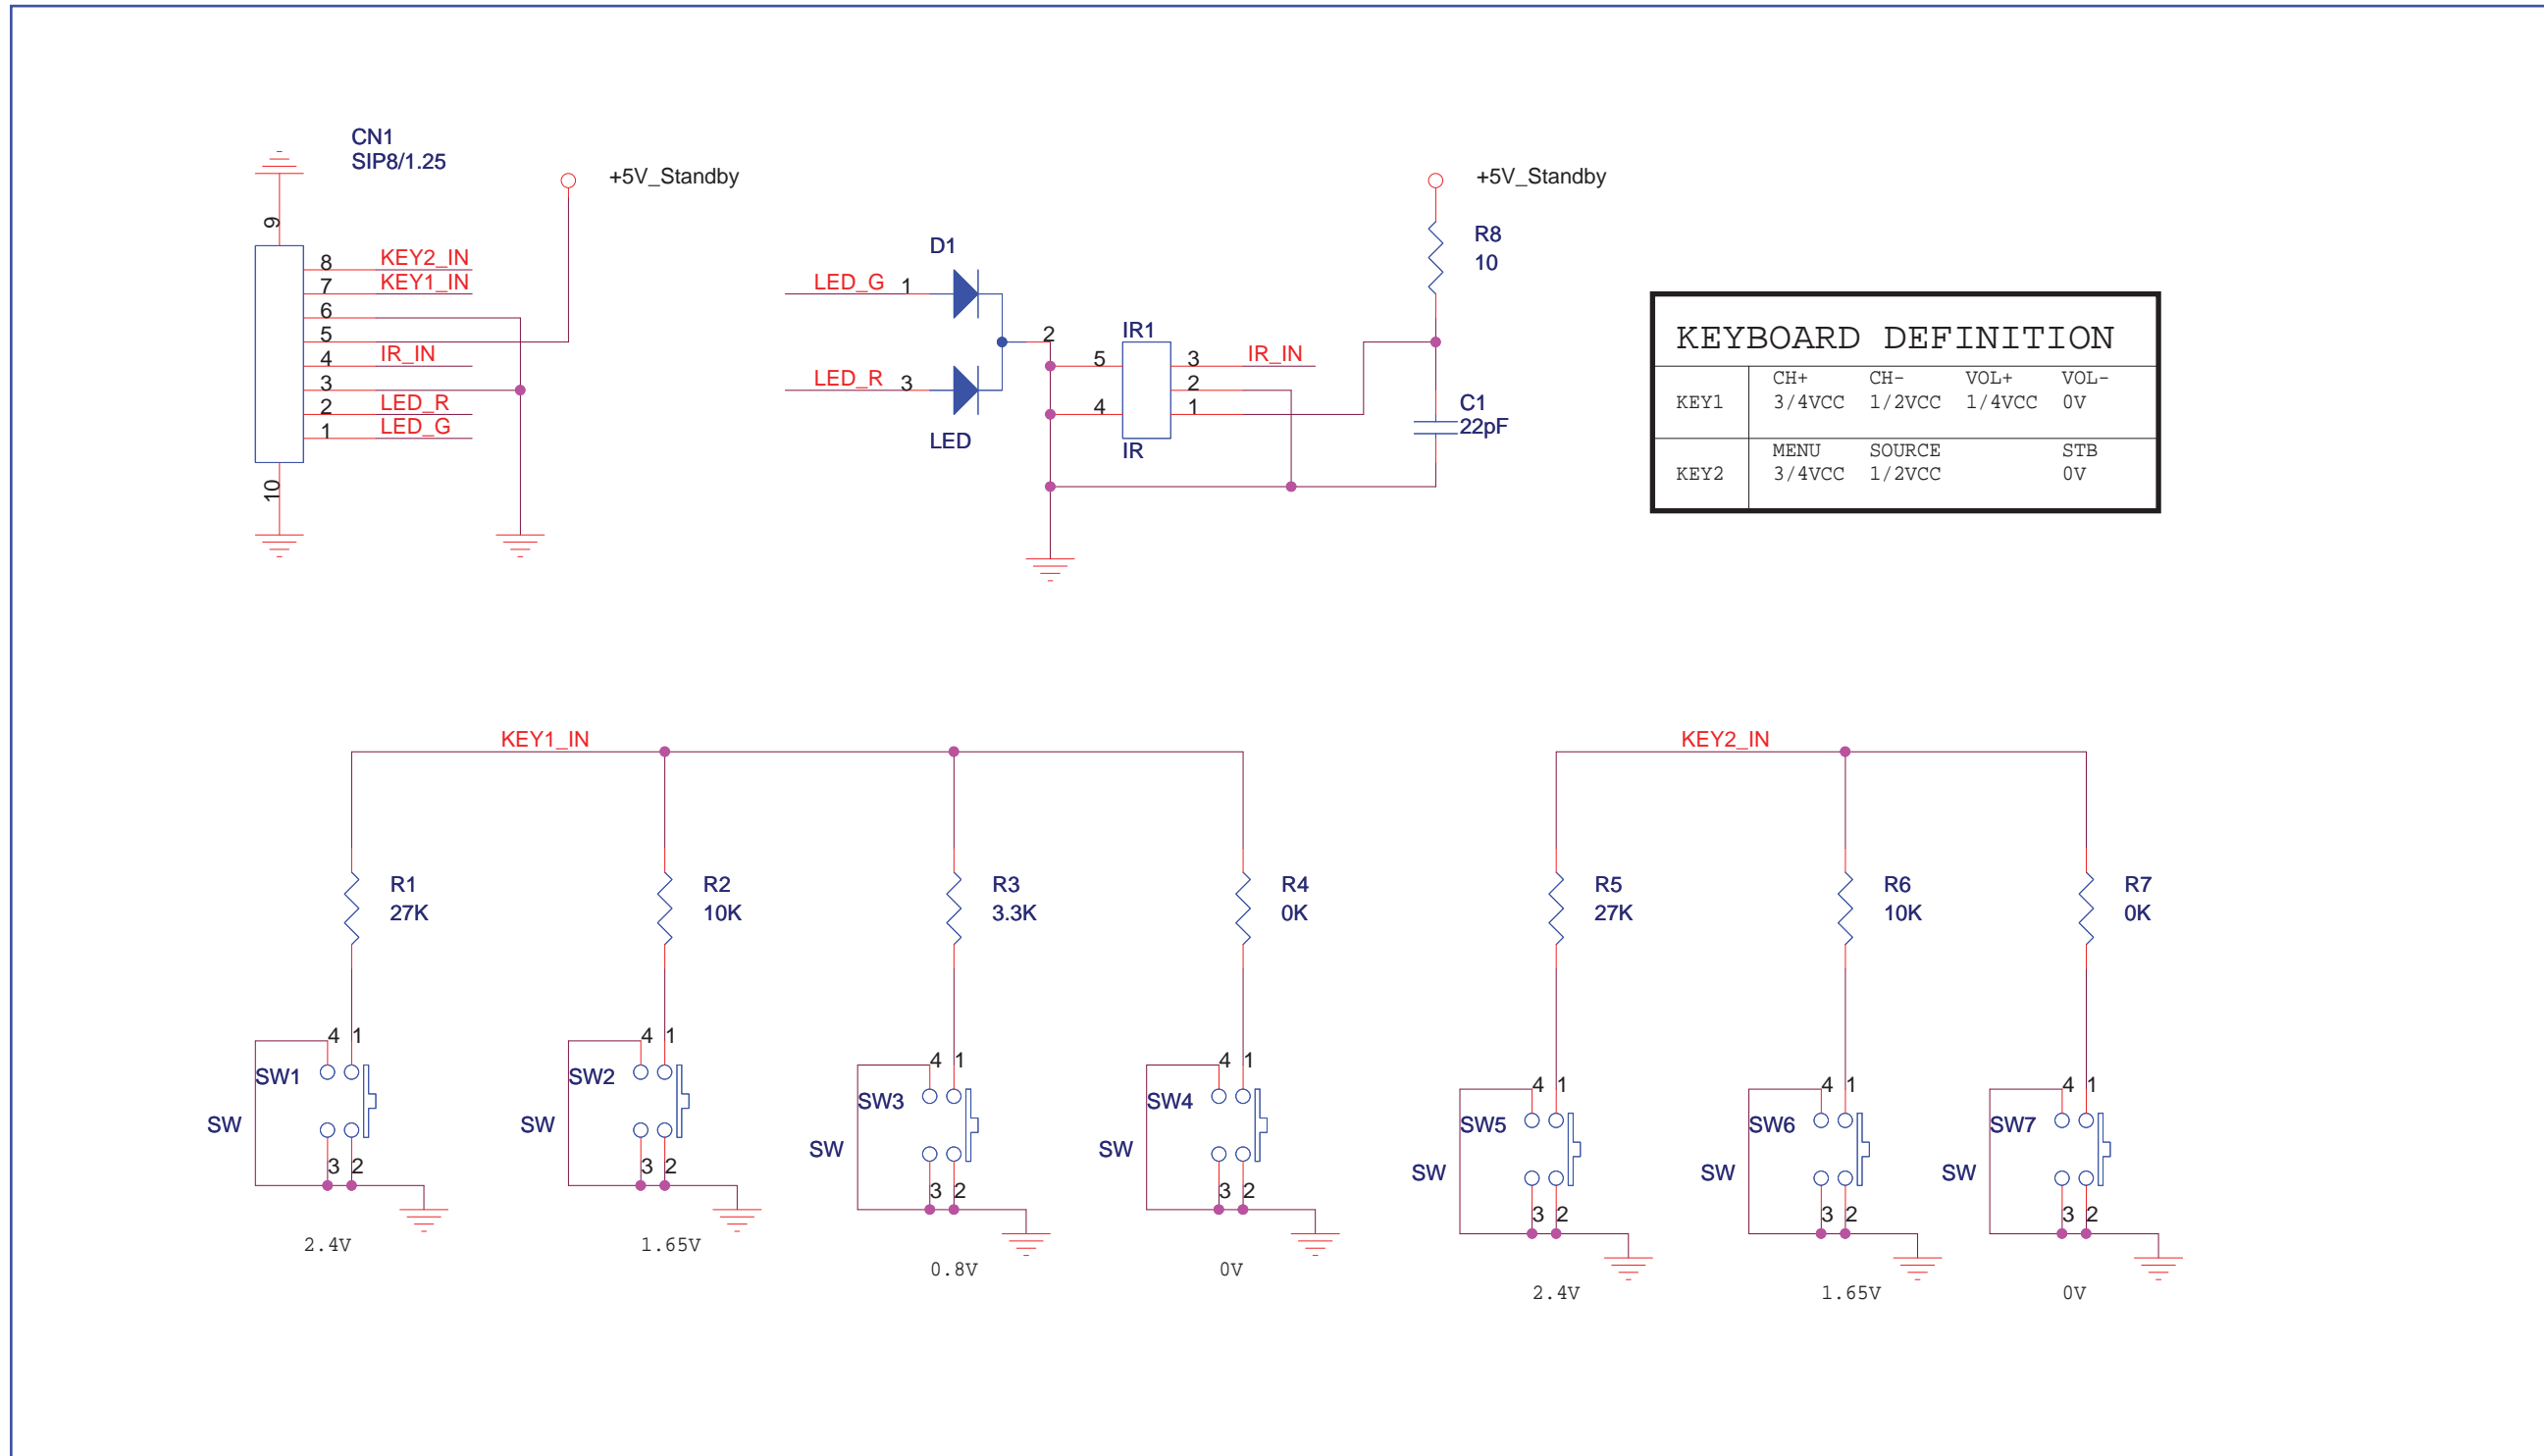 CN1
SIP8/1.25
+5V_Standby
9
8 KEY2_IN
7 KEY1_IN
6
5
4 IR_IN
3
2 LED_R
1 LED_G
10
D1
LED_G 1
2
LED_R 3
LED
IR1
5 3 IR_IN
2
4 1
IR
+5V_Standby
R8
10
C1
22pF
KEYBOARD DEFINITION
CH+ CH- VOL+ VOL-
KEY1 3/4VCC 1/2VCC 1/4VCC 0V
MENU SOURCE STB
KEY2 3/4VCC 1/2VCC 0V
KEY1_IN
R1
27K
R2
10K
R3
3.3K
R4
0K
4 1
SW1
SW
3 2
2.4V
4 1
SW2
SW
3 2
1.65V
4 1
SW3
SW
3 2
0.8V
4 1
SW4
SW
3 2
0V
KEY2_IN
R5
27K
R6
10K
R7
0K
4 1
SW5
SW
3 2
2.4V
4 1
SW6
SW
3 2
1.65V
4 1
SW7
SW
3 2
0V